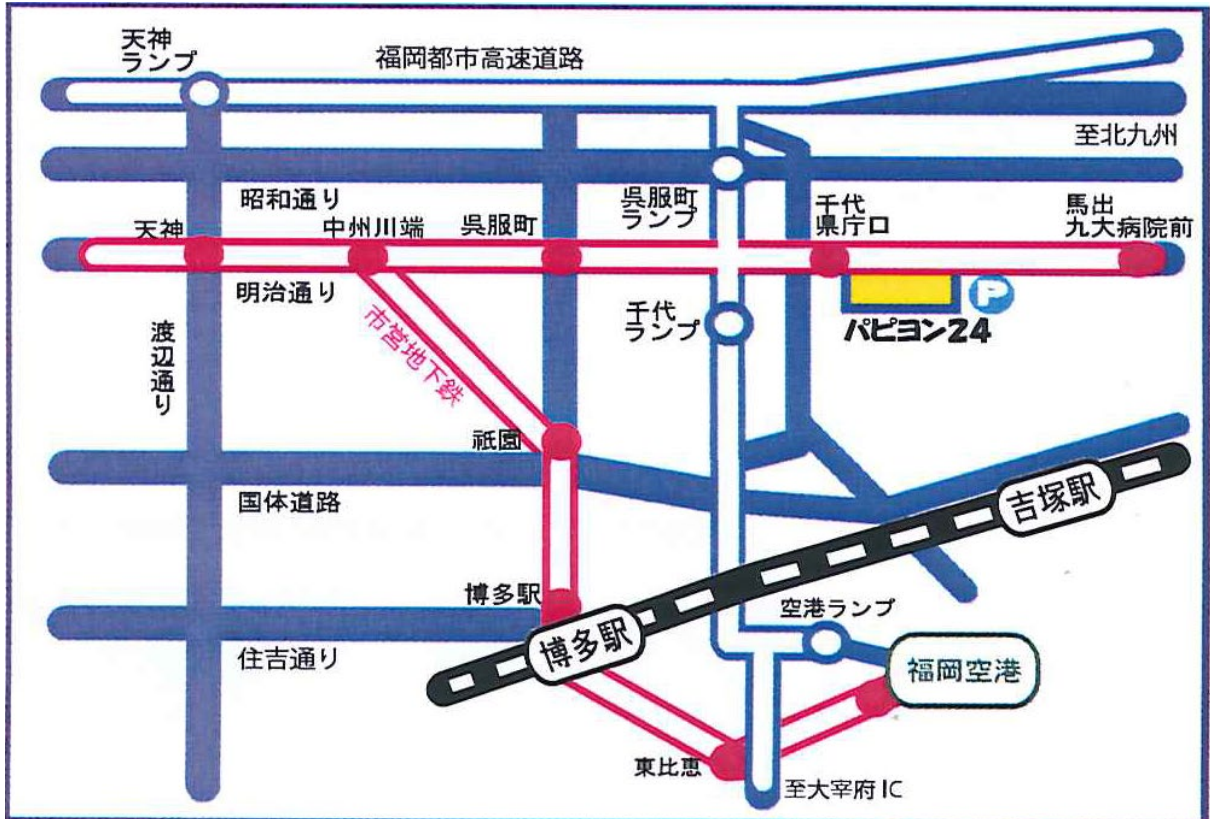 天神
ランプ
福岡都市高速道路
至北九州
昭和通り
呉服町
ランプ
千代
県庁口
馬出
九大病院前
天神
中州川端
呉服町
明治通り
市営地下鉄
千代
ランプ
P
パピヨン24
渡辺通り
祇園
国体道路
吉塚駅
博多駅
空港ランプ
博多駅
住吉通り
福岡空港
東比恵
至大宰府IC